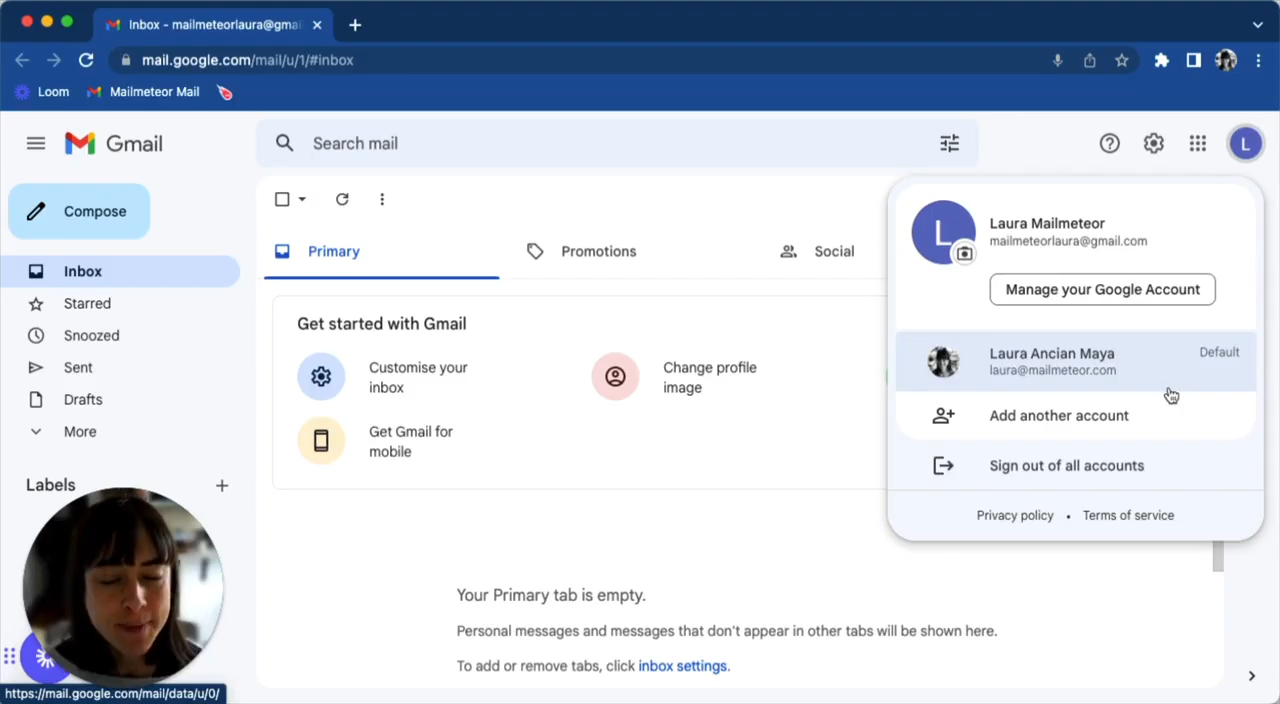 Inbox - mailmeteorlaura@gmai
mail.google.com/mail/u/1/#inbox
Loom
Mailmeteor Mail
Gmail
Search mail
L
Compose
Inbox
Starred
Snoozed
Sent
Drafts
More
Labels
Primary
Promotions
Social
Get started with Gmail
Customise your
inbox
Change profile
image
Get Gmail for
mobile
Your Primary tab is empty.
Personal messages and messages that don't appear in other tabs will be shown here.
To add or remove tabs, click inbox settings.
L
Laura Mailmeteor
mailmeteorlaura@gmail.com
Manage your Google Account
Laura Ancian Maya
Default
laura@mailmeteor.com
Add another account
Sign out of all accounts
Privacy policy • Terms of service
https://mail.google.com/mail/data/u/0/